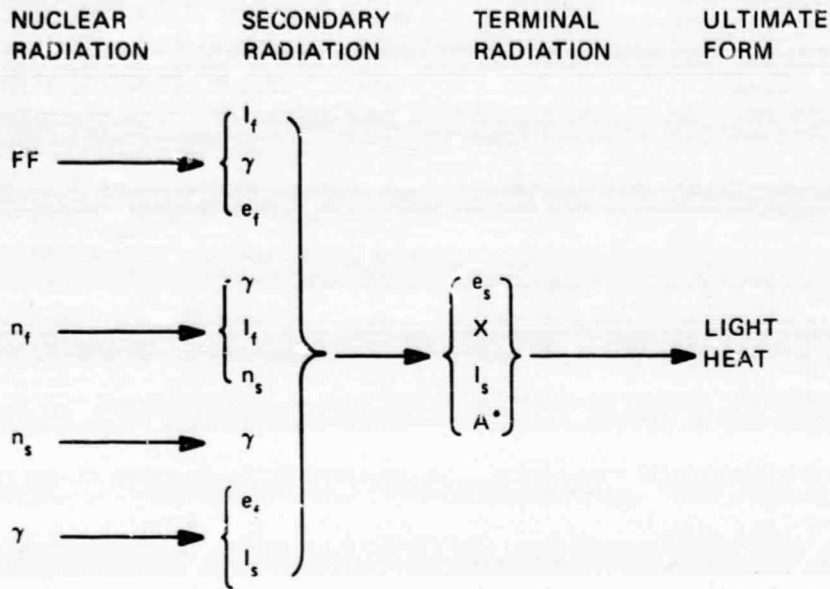 NUCLEAR RADIATION SECONDARY RADIATION TERMINAL RADIATION ULTIMATE FORM
I_f
FF γ
e_f
γ
n_f I_f
n_s
n_s γ
γ
I_s
e_s
X
I_s
A*
LIGHT
HEAT